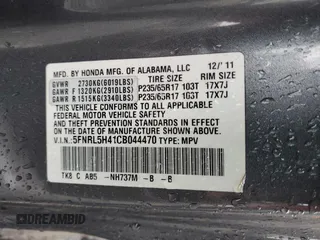 MFD. BY HONDA MFG. OF ALABAMA, LLC 12/'11
TIRE SIZE RIM SIZE
GVWR 2730KG(6019LBS)
GAWR F 1320KG(2910LBS) P235/65R17 103T 17X7J
GAWR R 1515KG(3340LBS) P235/65R17 103T 17X7J
THIS VEHICLE CONFORMS TO ALL APPLICABLE
FEDERAL MOTOR VEHICLE SAFETY AND
THEFT PREVENTION STANDARDS IN EFFECT ON
THE DATE OF MANUFACTURE SHOWN ABOVE.
V.I.N.: 5FNRL5H41CB044470 TYPE: MPV
TK8 C AB5 -NH737M -B -B
DREAMBID